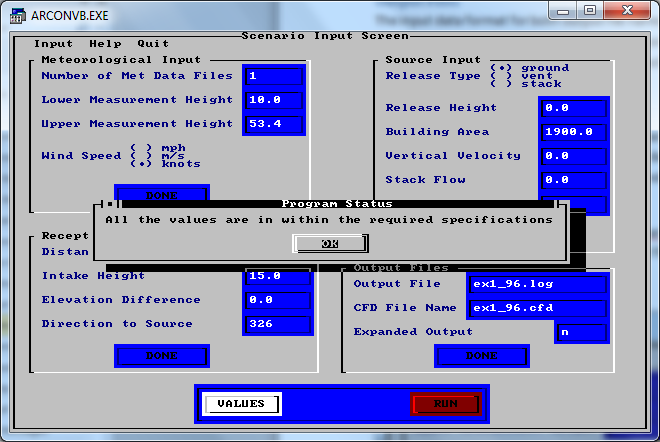 ARCONVB.EXE
The input data format for
Scenario Input Screen
Input Help Quit
Meteorological Input
Number of Met Data Files 1
Lower Measurement Height 10.0
Upper Measurement Height 53.4
Wind Speed
( ) mph
( ) m/s
(•) knots
DONE
Source Input
Release Type
(•) ground
( ) vent
( ) stack
Release Height 0.0
Building Area 1900.0
Vertical Velocity 0.0
Stack Flow 0.0
Program Status
All the values are in within the required specifications
OK
Recept
Distan
Intake Height 15.0
Elevation Difference 0.0
Direction to Source 326
DONE
Output Files
Output File ex1_96.log
CFD File Name ex1_96.cfd
Expanded Output n
DONE
VALUES
RUN